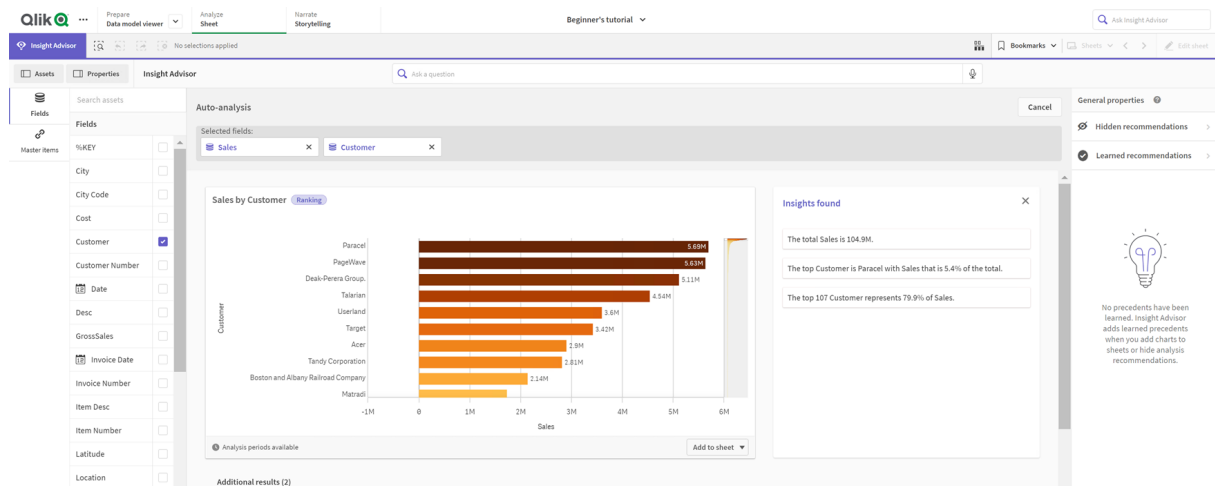 Qlik
Prepare
Data model viewer
Analyze
Sheet
Narrate
Storytelling
Beginner's tutorial
Ask Insight Advisor
Insight Advisor
No selections applied
Bookmarks
Sheets
Edit sheet
Assets
Properties
Insight Advisor
Ask a question
Fields
Master items
Search assets
Fields
%KEY
City
City Code
Cost
Customer
Customer Number
Date
Desc
GrossSales
Invoice Date
Invoice Number
Item Desc
Item Number
Latitude
Location
Auto-analysis
Cancel
Selected fields:
Sales
Customer
Sales by Customer
Ranking
Customer
Paracel
5.69M
PageWave
5.63M
Deak-Perera Group.
5.11M
Talarian
4.54M
Userland
3.6M
Target
3.42M
Acer
2.9M
Tandy Corporation
2.81M
Boston and Albany Railroad Company
2.14M
Matradi
-1M 0 1M 2M 3M 4M 5M 6M
Sales
Analysis periods available
Add to sheet
Additional results (2)
Insights found
The total Sales is 104.9M.
The top Customer is Paracel with Sales that is 5.4% of the total.
The top 107 Customer represents 79.9% of Sales.
General properties
Hidden recommendations
Learned recommendations
No precedents have been
learned. Insight Advisor
adds learned precedents
when you add charts to
sheets or hide analysis
recommendations.